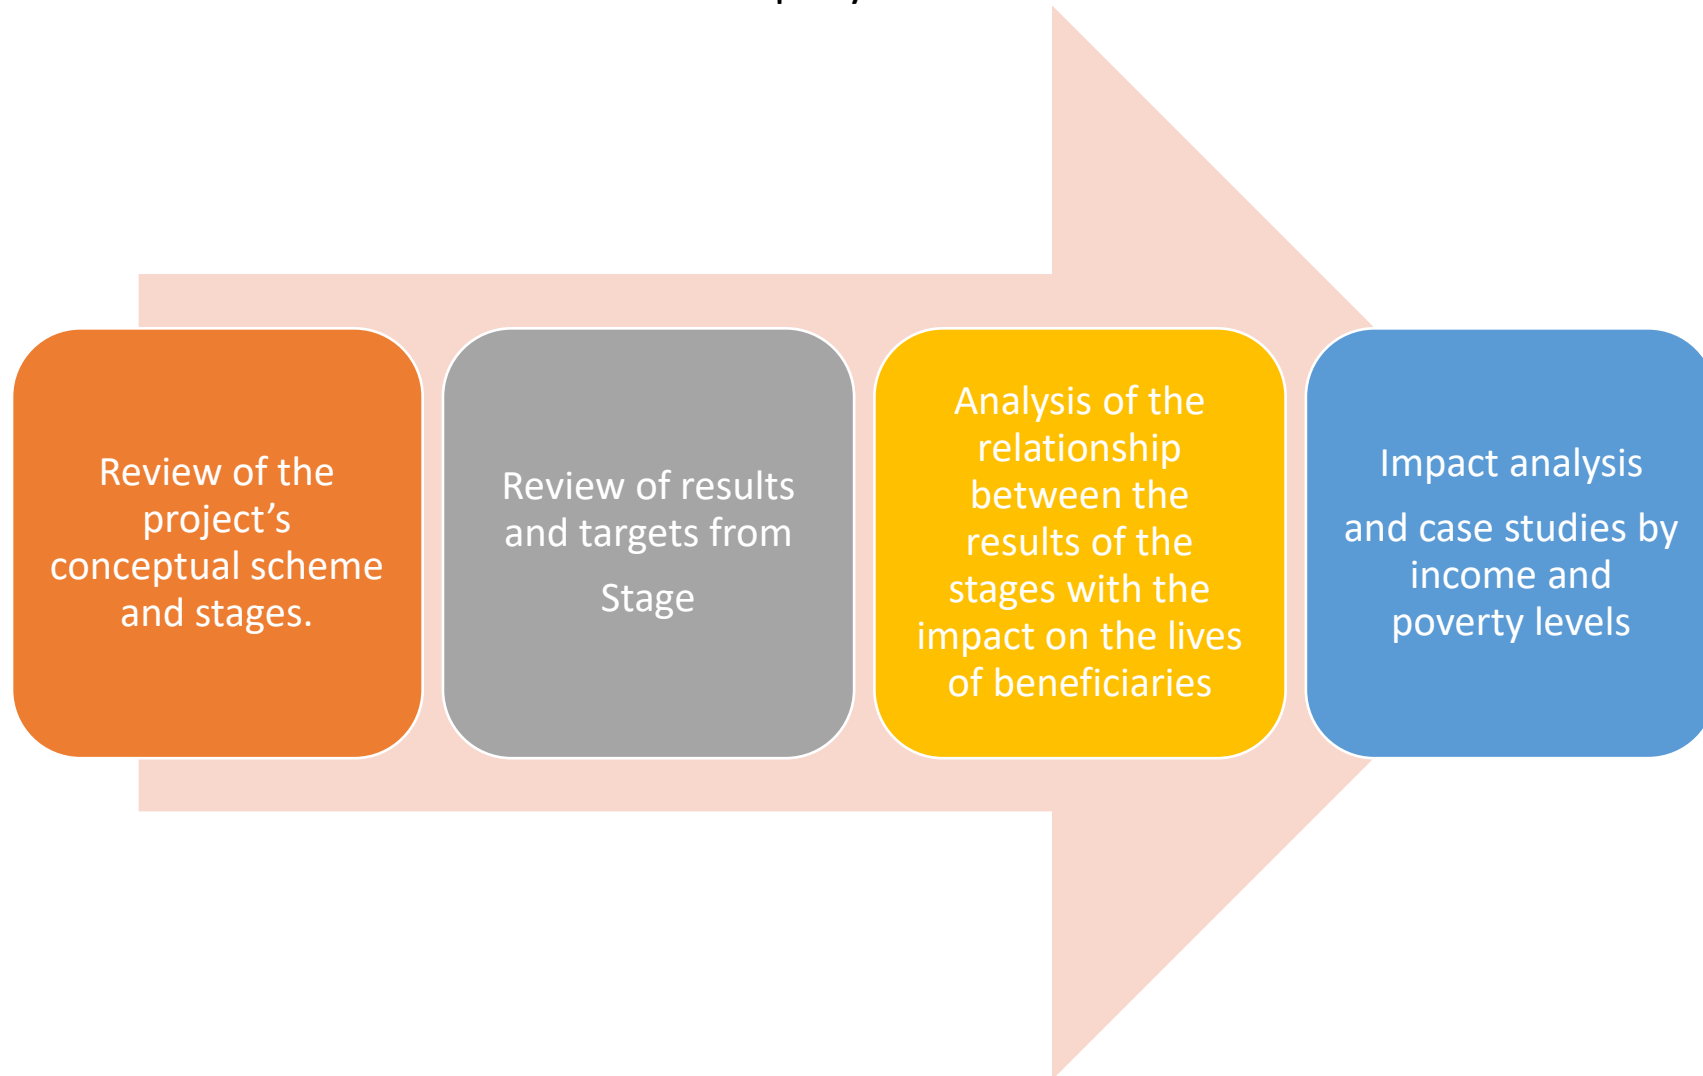 Review of the
project’s
conceptual scheme
and stages.
Review of results
and targets from
Stage
Analysis of the
relationship
between the
results of the
stages with the
impact on the lives
of beneficiaries
Impact analysis
and case studies by
income and
poverty levels